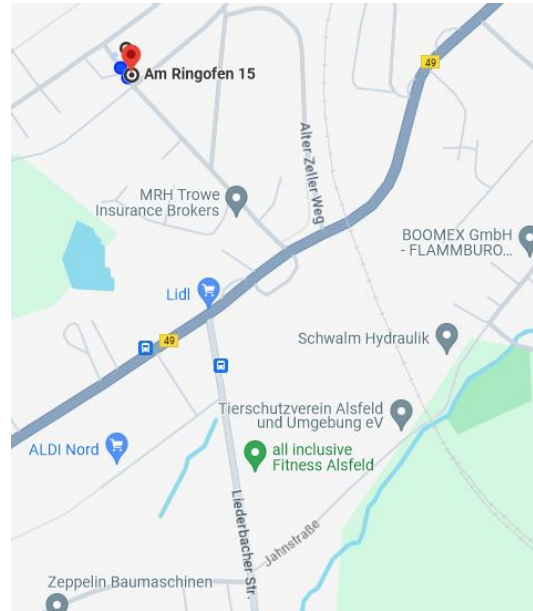 49
Am Ringofen 15
Alter Zeller Weg
MRH Trowe
Insurance Brokers
BOOMEX GmbH
- FLAMMBURO...
Lidl
49
Schwalm Hydraulik
Tierschutzverein Alsfeld
und Umgebung eV
ALDI Nord
all inclusive
Fitness Alsfeld
Liederbacher Str.
Jahnstraße
Zeppelin Baumaschinen